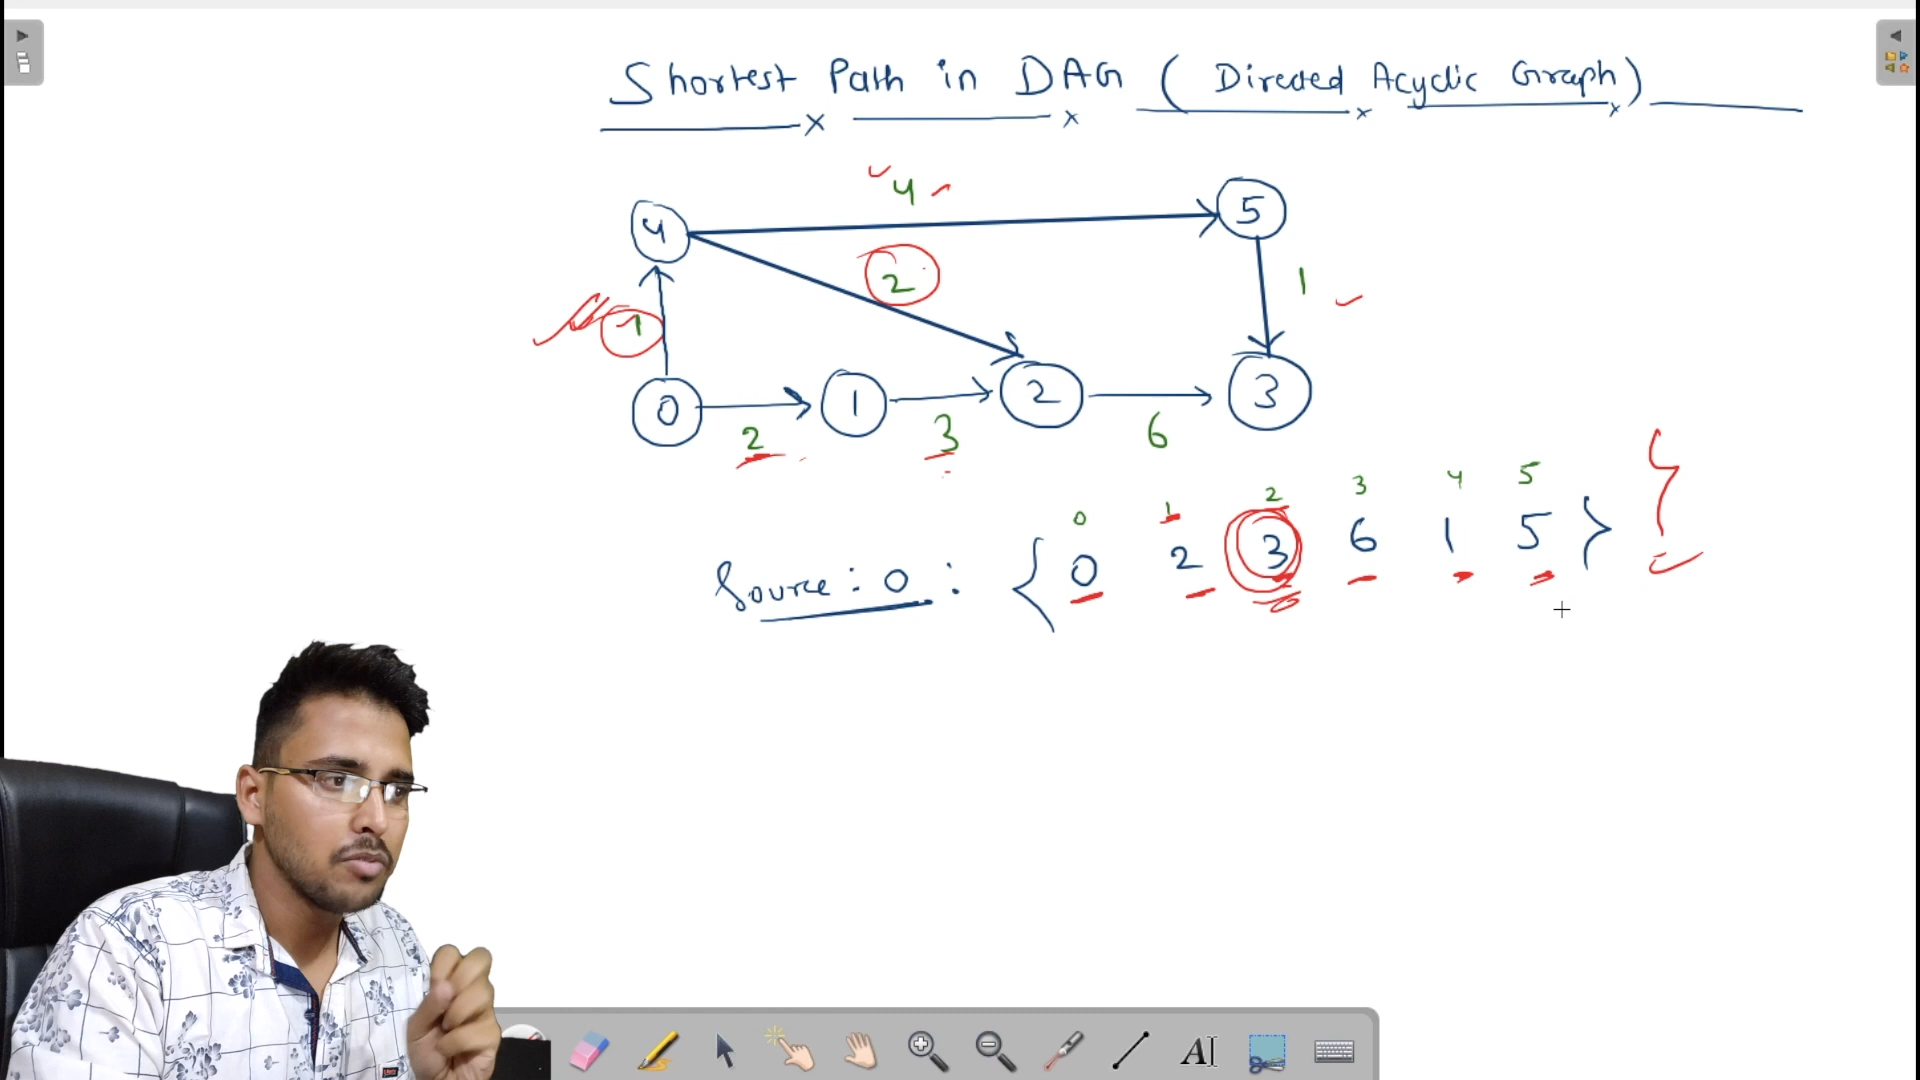 Shortest Path in DAG ( Directed Acyclic Graph )
4
4 5
2 1
1
0 1 2 3
2 3 6
0 1 2 3 4 5
Source : 0 : { 0 2 3 6 1 5 }
AI